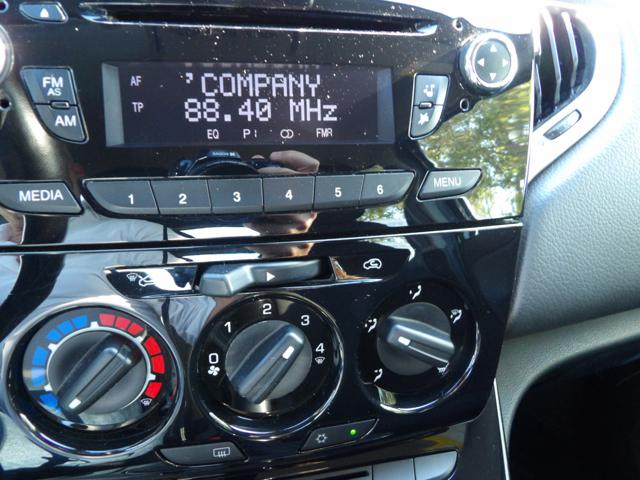 FM
AS
AM
AF
TP
'COMPANY
88.40 MHz
EQ P1 FMR
MEDIA
1 2 3 4 5 6
MENU
0 1 2 3 4